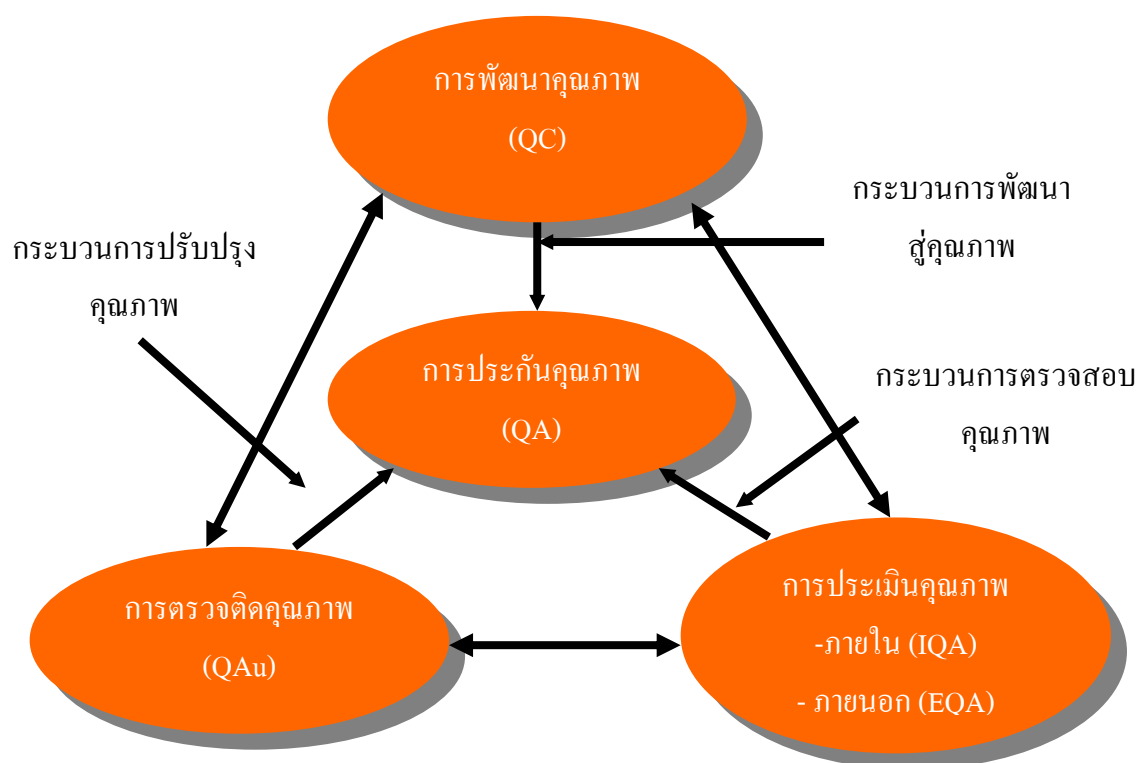 การพัฒนาคุณภาพ
(QC)
กระบวนการพัฒนา
สู่คุณภาพ
กระบวนการปรับปรุง
คุณภาพ
การประกันคุณภาพ
(QA)
กระบวนการตรวจสอบ
คุณภาพ
การตรวจติดคุณภาพ
(QAu)
การประเมินคุณภาพ
-ภายใน (IQA)
- ภายนอก (EQA)